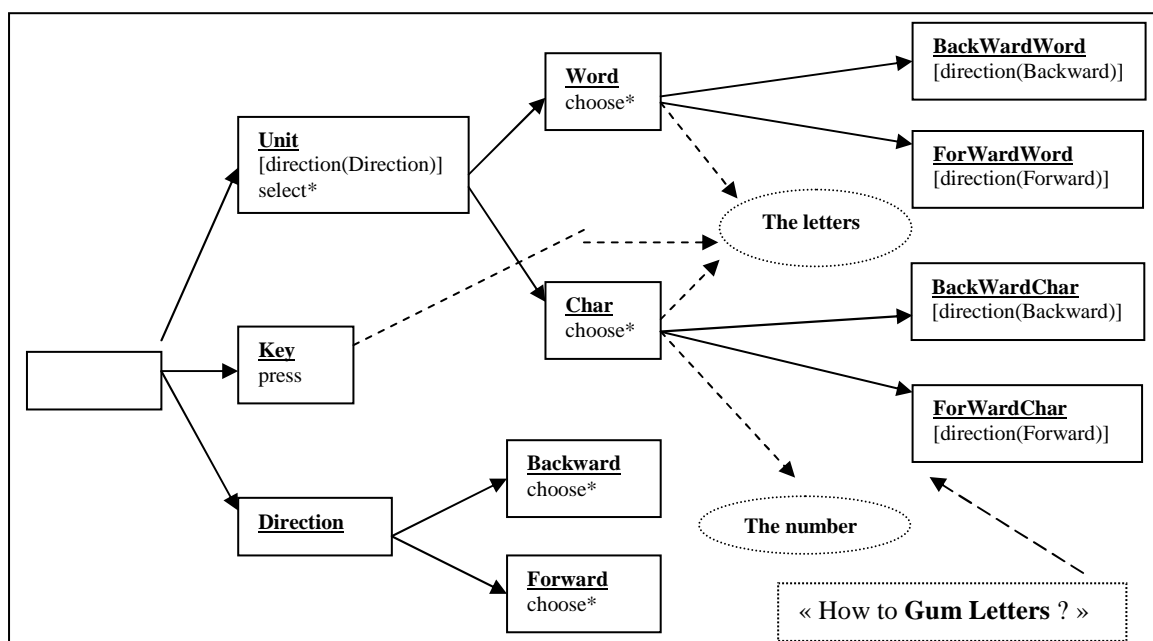 BackWardWord
[direction(Backward)]
Word
choose*
Unit
[direction(Direction)]
select*
ForWardWord
[direction(Forward)]
The letters
BackWardChar
[direction(Backward)]
Char
choose*
Key
press
ForWardChar
[direction(Forward)]
Backward
choose*
Direction
The number
Forward
choose*
« How to Gum Letters ? »